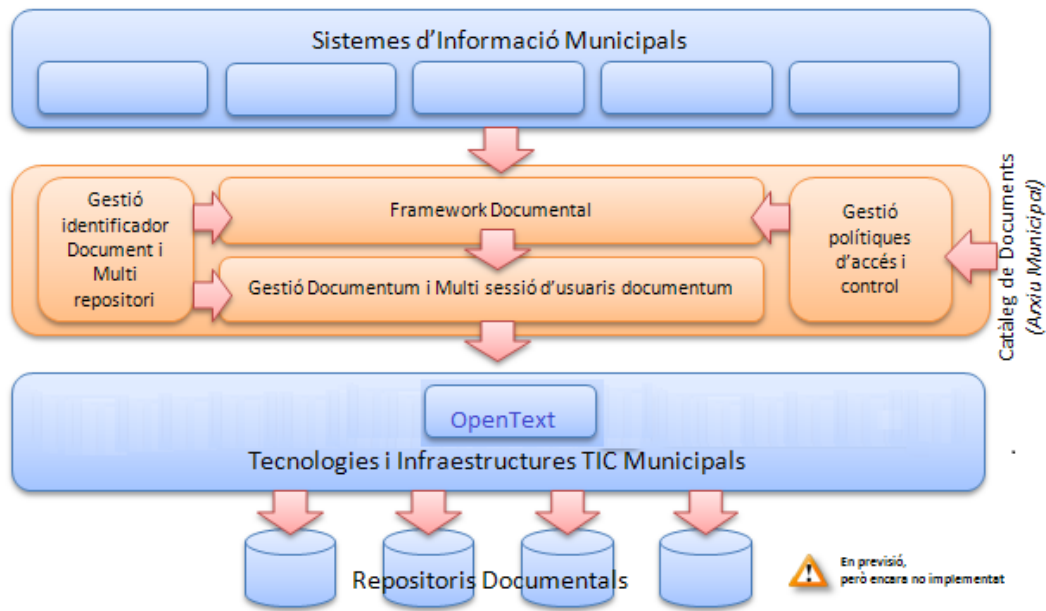 Sistemes d'Informació Municipals
Gestió
identificador
Document i
Multi
repositori
Framework Documental
Gestió Documentum i Multi sessió d'usuaris documentum
Gestió
polítiques
d'accés i
control
Catàleg de Documents
(Arxiu Municipal)
OpenText
Tecnologies i Infraestructures TIC Municipals
.
Repositoris Documentals
En previsió,
però encara no implementat